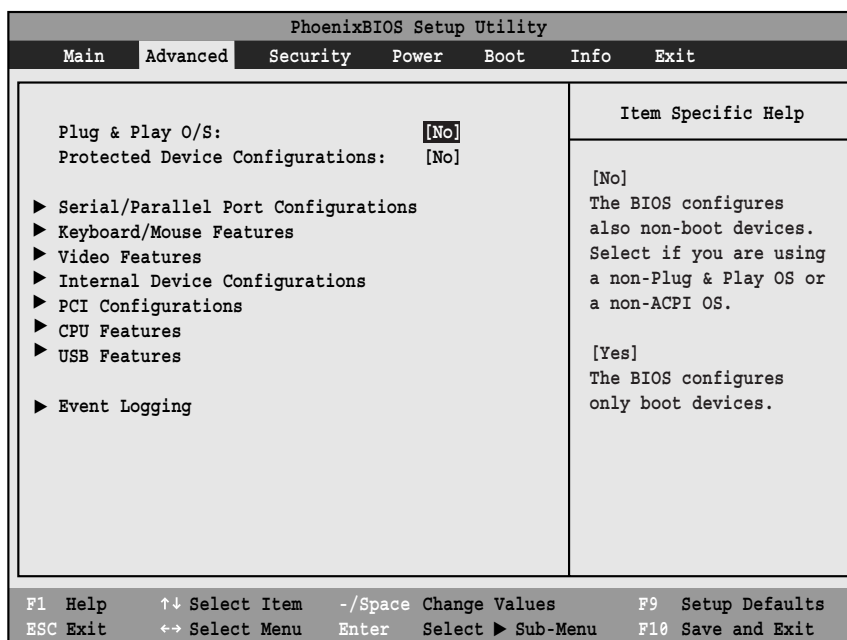 PhoenixBIOS Setup Utility
Main Advanced Security Power Boot Info Exit
Plug & Play O/S: [No]
Protected Device Configurations: [No]
▶ Serial/Parallel Port Configurations
▶ Keyboard/Mouse Features
▶ Video Features
▶ Internal Device Configurations
▶ PCI Configurations
▶ CPU Features
▶ USB Features
▶ Event Logging
Item Specific Help
[No]
The BIOS configures
also non-boot devices.
Select if you are using
a non-Plug & Play OS or
a non-ACPI OS.
[Yes]
The BIOS configures
only boot devices.
F1 Help ↑↓ Select Item -/Space Change Values F9 Setup Defaults
ESC Exit ←→ Select Menu Enter Select ▶ Sub-Menu F10 Save and Exit